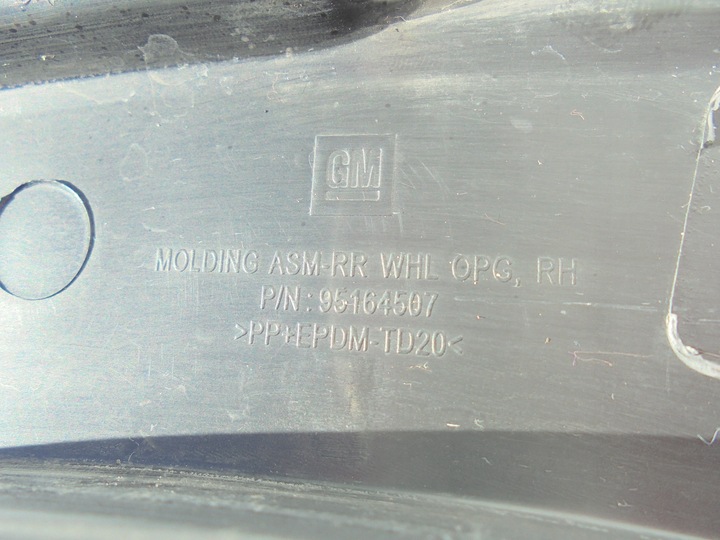 GM
MOLDING ASM-RR WHL OPG, RH
P/N : 95164507
>PP+EPDM-TD20<